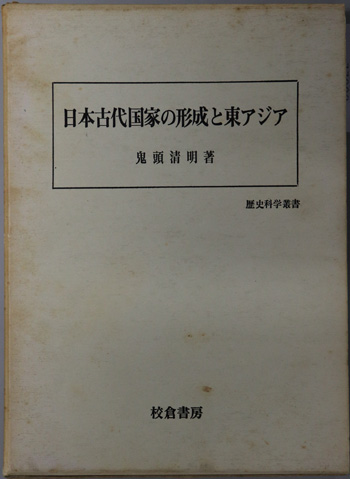 日本古代国家の形成と東アジア
鬼頭清明著
歴史科学叢書
校倉書房